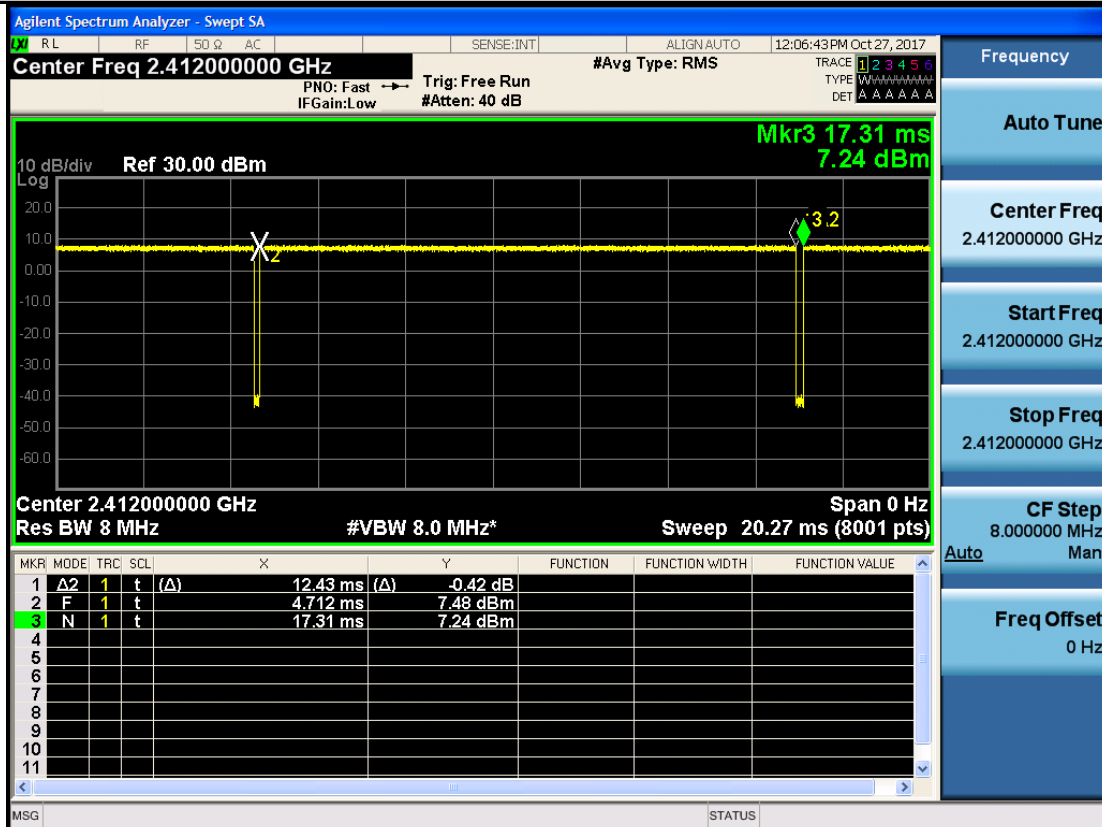 Agilent Spectrum Analyzer - Swept SA
LXI RL RF 50 Ω AC SENSE:INT ALIGNAUTO 12:06:43PM Oct 27, 2017
Center Freq 2.412000000 GHz
PNO: Fast
IFGain:Low
Trig: Free Run
#Atten: 40 dB
#Avg Type: RMS
TRACE 1 2 3 4 5 6
TYPE WWWWWW
DET A A A A A A
Mkr3 17.31 ms
7.24 dBm
10 dB/div Ref 30.00 dBm
Log
20.0
10.0
0.00
-10.0
-20.0
-30.0
-40.0
-50.0
-60.0
2
3
2
Center 2.412000000 GHz Span 0 Hz
Res BW 8 MHz #VBW 8.0 MHz* Sweep 20.27 ms (8001 pts)
MKR MODE TRC SCL X Y FUNCTION FUNCTION WIDTH FUNCTION VALUE
1 Δ2 1 t (Δ) 12.43 ms (Δ) -0.42 dB
2 F 1 t 4.712 ms 7.48 dBm
3 N 1 t 17.31 ms 7.24 dBm
4
5
6
7
8
9
10
11
MSG STATUS
Frequency
Auto Tune
Center Freq
2.412000000 GHz
Start Freq
2.412000000 GHz
Stop Freq
2.412000000 GHz
CF Step
8.000000 MHz
Auto Man
Freq Offset
0 Hz